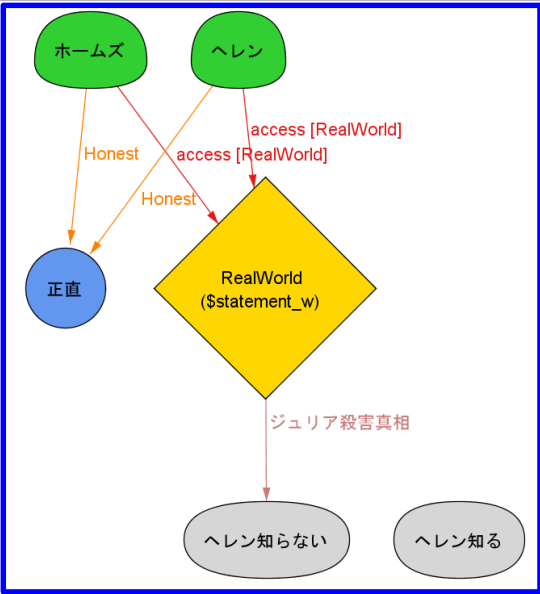 ホームズ
ヘレン
access [RealWorld]
Honest
access [RealWorld]
Honest
正直
RealWorld
($statement_w)
ジュリア殺害真相
ヘレン知らない
ヘレン知る